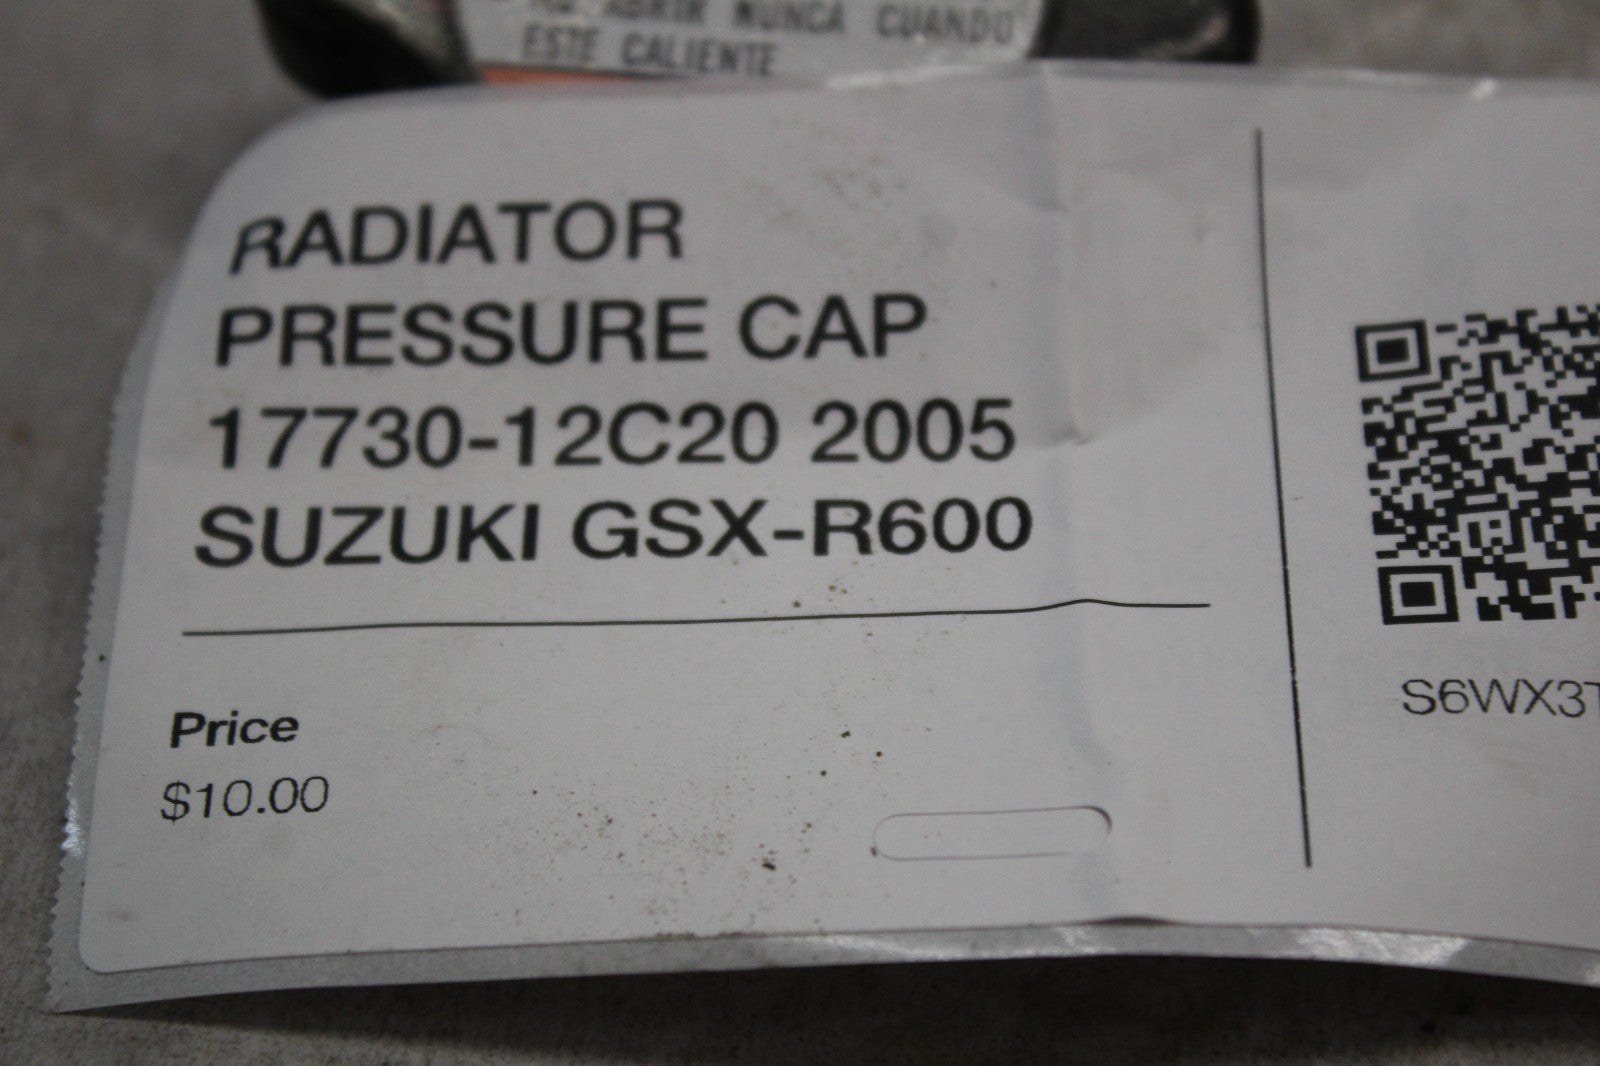 ABRIR NUNCA CUANDO
ESTE CALIENTE
RADIATOR
PRESSURE CAP
17730-12C20 2005
SUZUKI GSX-R600
Price
$10.00
S6WX3T